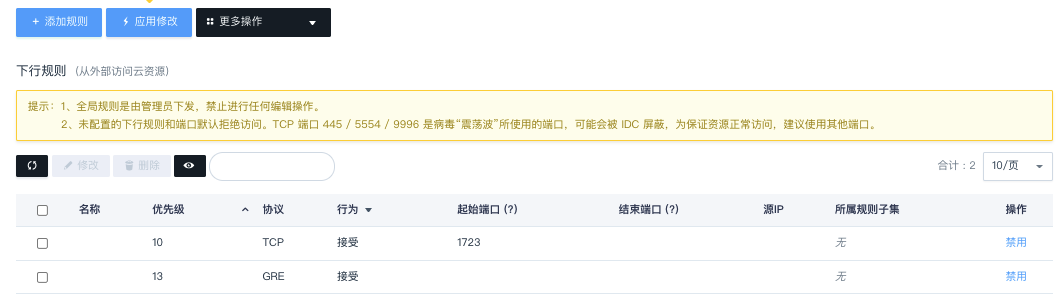 + 添加规则 应用修改 更多操作
下行规则 (从外部访问云资源)
提示: 1、全局规则是由管理员下发，禁止进行任何编辑操作。
2、未配置的下行规则和端口默认拒绝访问。TCP 端口 445 / 5554 / 9996 是病毒“震荡波”所使用的端口，可能会被 IDC 屏蔽，为保证资源正常访问，建议使用其他端口。
修改 删除 合计：2 10/页
名称 优先级 协议 行为 起始端口 (?) 结束端口 (?) 源IP 所属规则子集 操作
10 TCP 接受 1723 无 禁用
13 GRE 接受 无 禁用